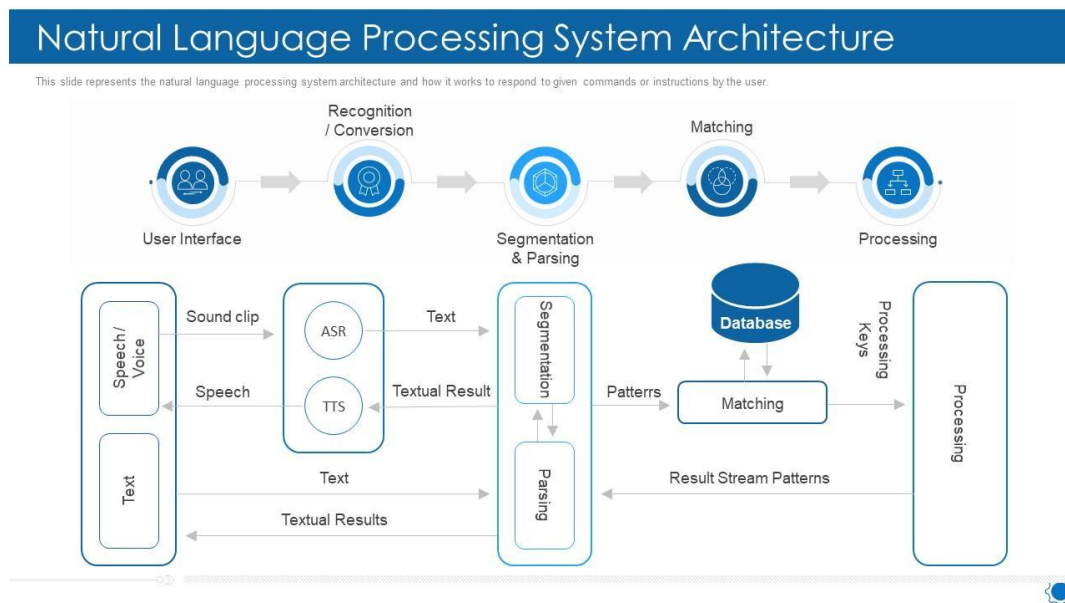 Natural Language Processing System Architecture
This slide represents the natural language processing system architecture and how it works to respond to given commands or instructions by the user.
Recognition
/ Conversion
Matching
User Interface
Segmentation
& Parsing
Processing
Speech/
Voice
Sound clip
ASR
Text
Segmentation
Database
Processing
Keys
Speech
TTS
Textual Result
Patterrs
Matching
Processing
Text
Text
Parsing
Result Stream Patterns
Textual Results